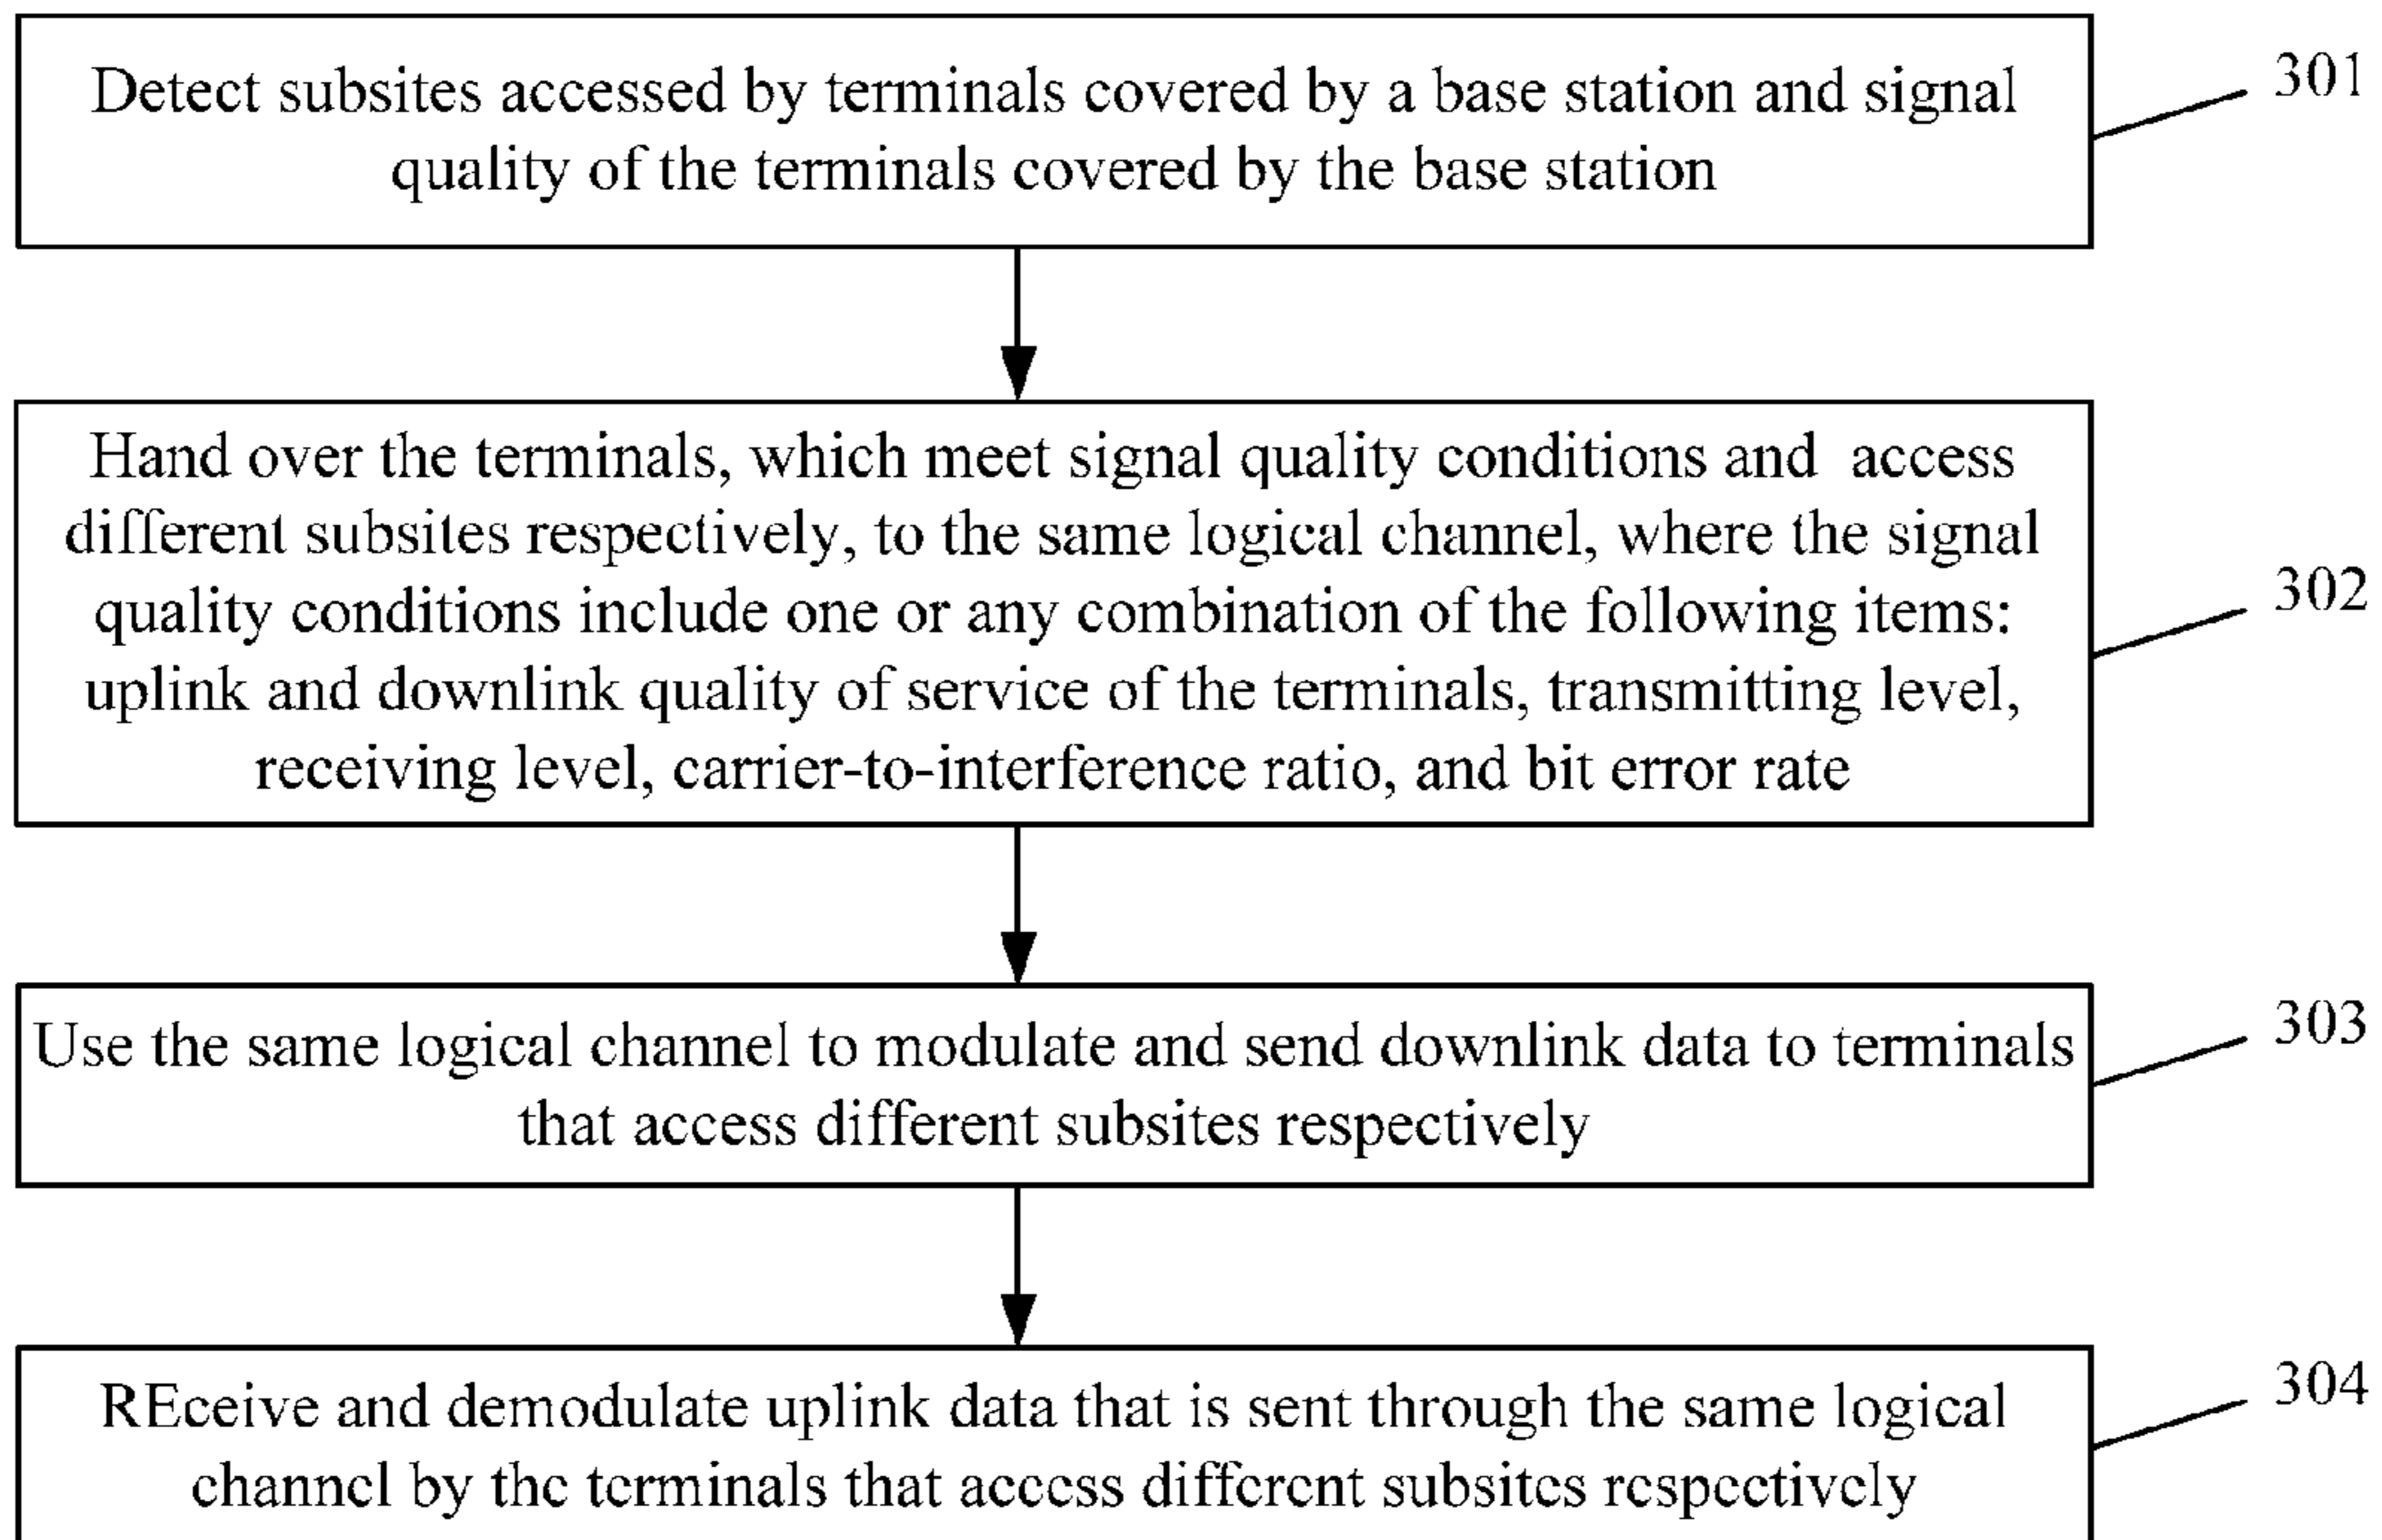 Detect subsites accessed by terminals covered by a base station and signal
quality of the terminals covered by the base station
301
Hand over the terminals, which meet signal quality conditions and access
different subsites respectively, to the same logical channel, where the signal
quality conditions include one or any combination of the following items:
uplink and downlink quality of service of the terminals, transmitting level,
receiving level, carrier-to-interference ratio, and bit error rate
302
Use the same logical channel to modulate and send downlink data to terminals
that access different subsites respectively
303
REceive and demodulate uplink data that is sent through the same logical
channel by the terminals that access different subsites respectively
304